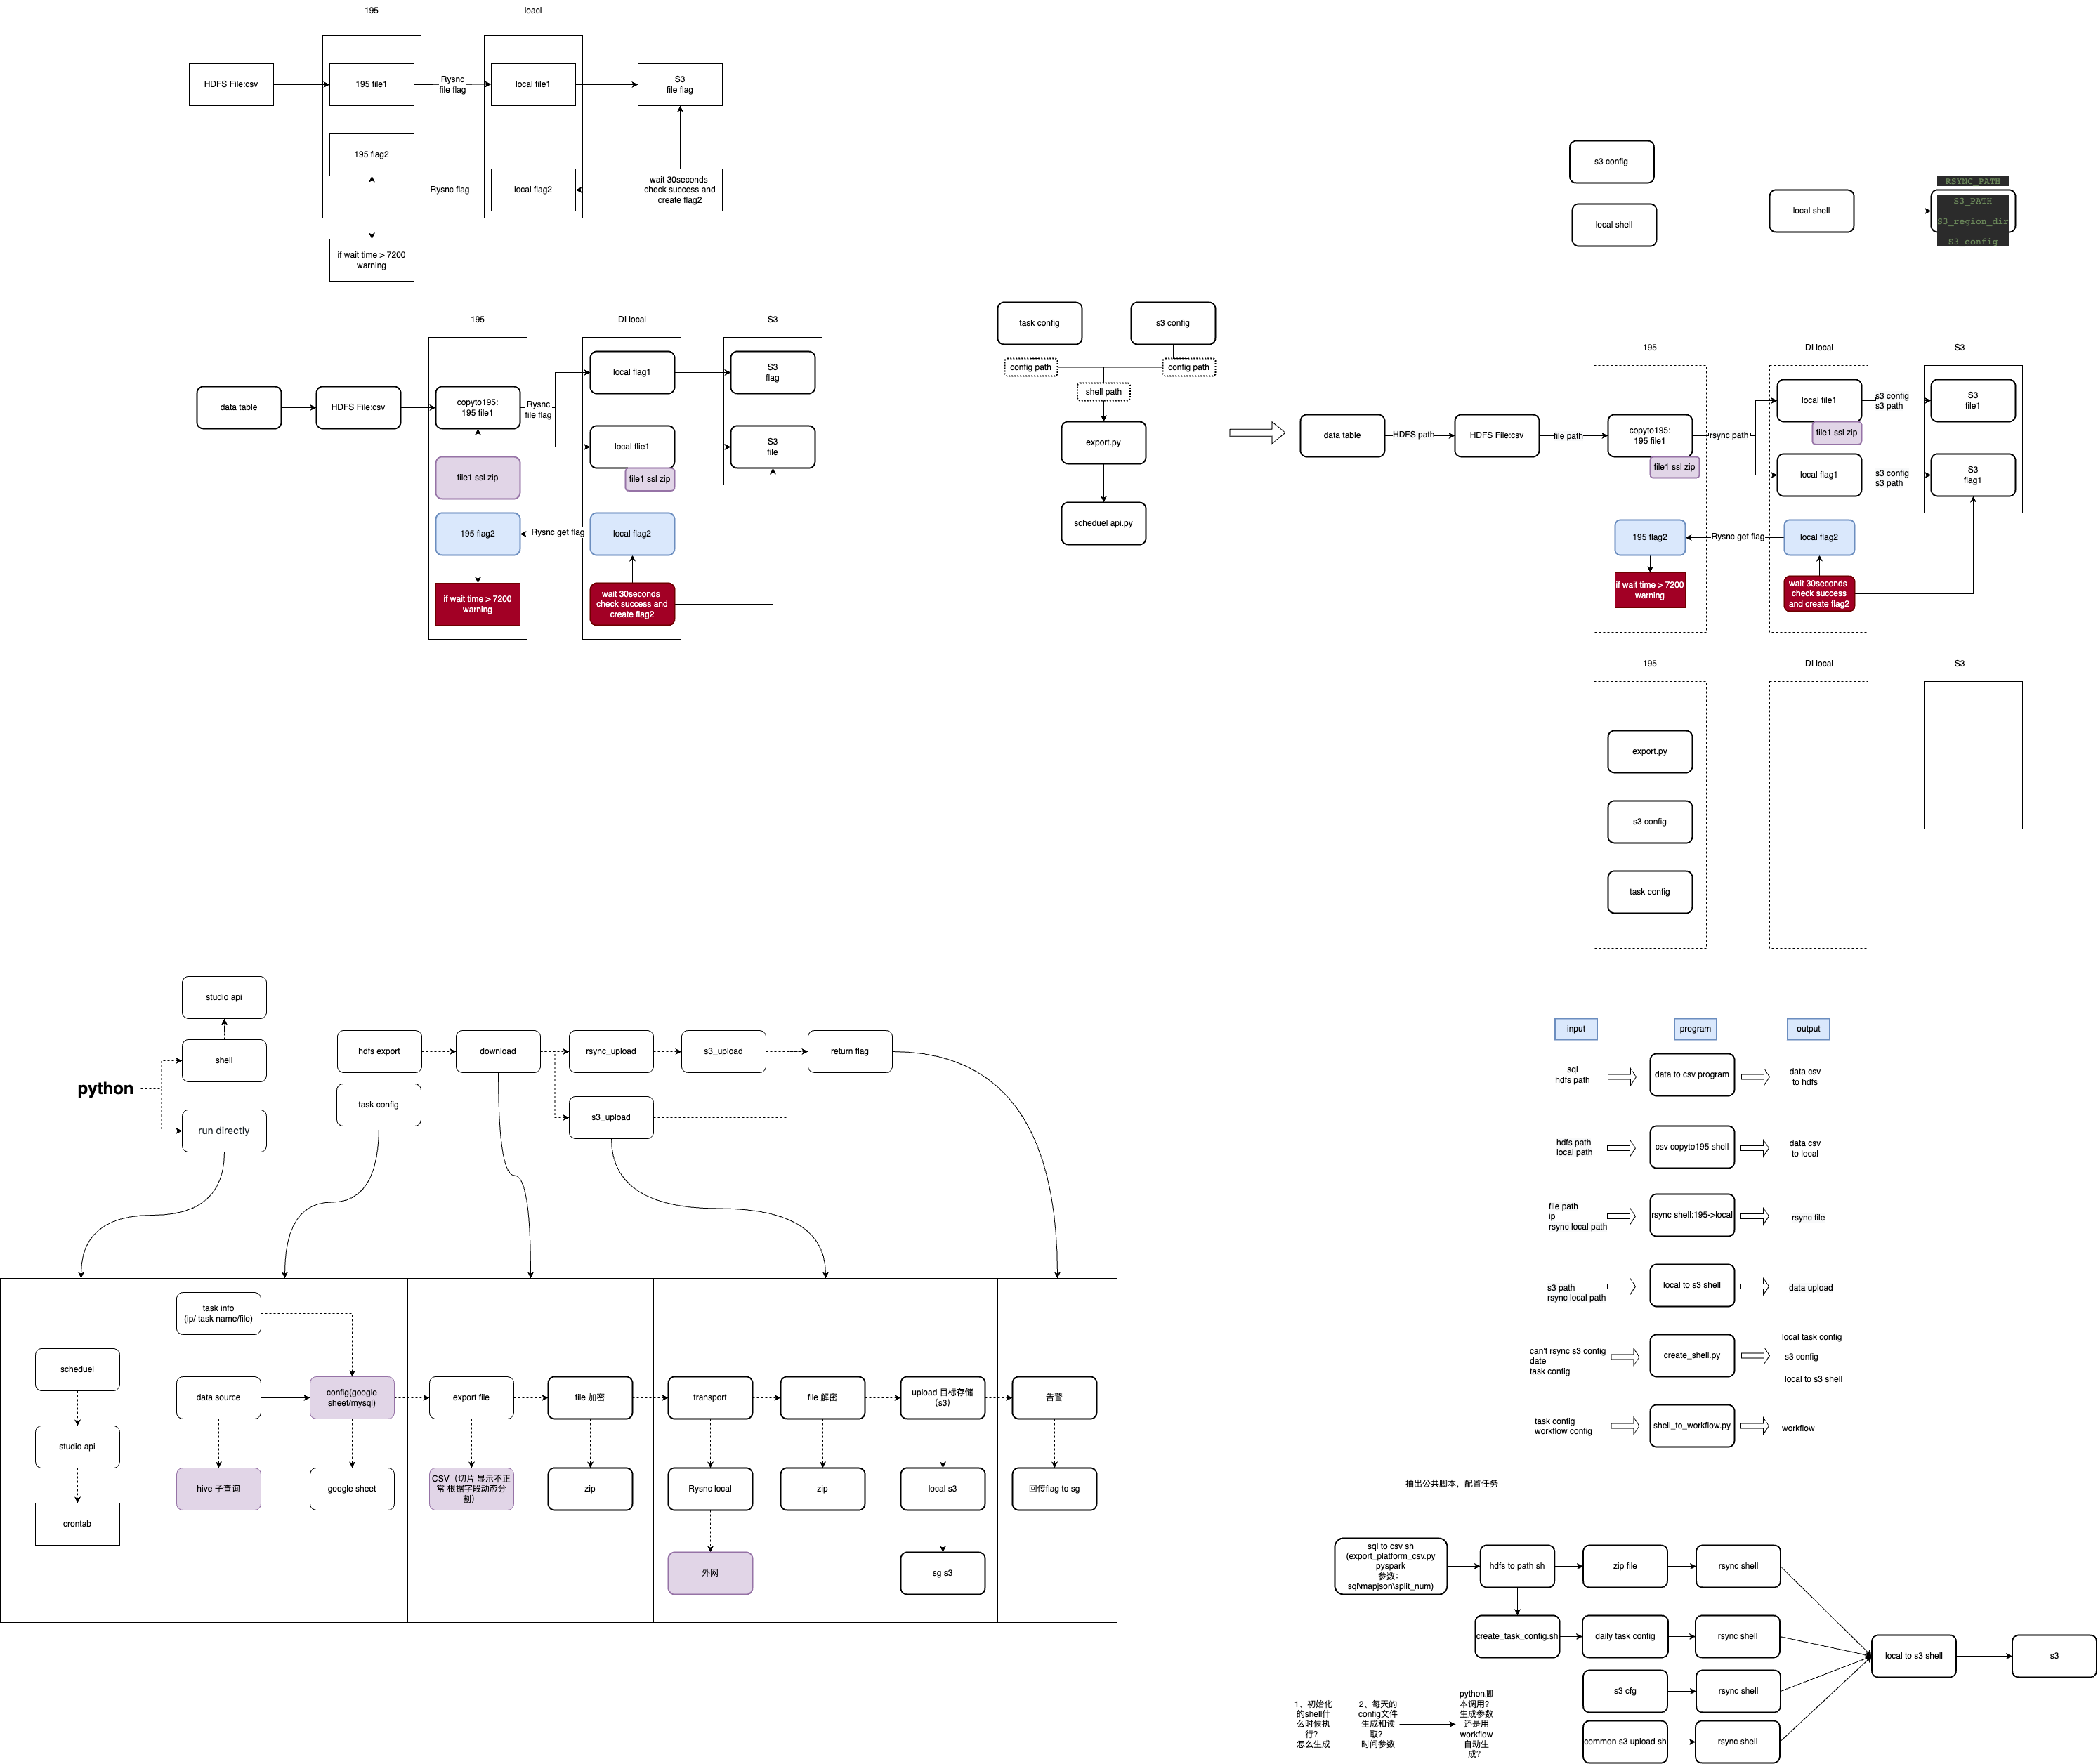 195
loacl
HDFS File:csv
195 file1
Rysnc
file flag
local file1
S3
file flag
195 flag2
Rysnc flag
local flag2
wait 30seconds
check success and
create flag2
if wait time > 7200
warning
s3 config
local shell
local shell
RSYNC_PATH
S3_PATH
S3_region_dir
S3_config
195
DI local
S3
data table
HDFS File:csv
copyto195:
195 file1
Rysnc
file flag
local flag1
S3
flag
local flie1
S3
file
file1 ssl zip
file1 ssl zip
195 flag2
Rysnc get flag
local flag2
if wait time > 7200
warning
wait 30seconds
check success and
create flag2
task config
s3 config
config path
config path
shell path
export.py
scheduel api.py
195
DI local
S3
data table
HDFS path
HDFS File:csv
file path
copyto195:
195 file1
file1 ssl zip
rsync path
local file1
file1 ssl zip
s3 config
s3 path
S3
file1
local flag1
s3 config
s3 path
S3
flag1
195 flag2
Rysnc get flag
local flag2
if wait time > 7200
warning
wait 30seconds
check success
and create flag2
195
DI local
S3
export.py
s3 config
task config
studio api
shell
python
run directly
hdfs export
download
rsync_upload
s3_upload
return flag
task config
s3_upload
scheduel
studio api
crontab
task info
(ip/ task name/file)
data source
config(google
sheet/mysql)
hive 子查询
google sheet
export file
file 加密
CSV（切片 显示不正
常 根据字段动态分
割）
zip
transport
file 解密
upload 目标存储
（s3）
Rysnc local
zip
local s3
外网
sg s3
告警
回传flag to sg
input
program
output
sql
hdfs path
data to csv program
data csv
to hdfs
hdfs path
local path
csv copyto195 shell
data csv
to local
file path
ip
rsync local path
rsync shell:195->local
rsync file
s3 path
rsync local path
local to s3 shell
data upload
can't rsync s3 config
date
task config
create_shell.py
local task config
s3 config
local to s3 shell
task config
workflow config
shell_to_workflow.py
workflow
抽出公共脚本，配置任务
sql to csv sh
(export_platform_csv.py
pyspark
参数：
sql\mapjson\split_num)
hdfs to path sh
zip file
rsync shell
create_task_config.sh
daily task config
rsync shell
local to s3 shell
s3
s3 cfg
rsync shell
common s3 upload sh
rsync shell
1、初始化
的shell什
么时候执
行？
怎么生成
2、每天的
config文件
生成和读
取？
时间参数
python脚
本调用？
生成参数
还是用
workflow
自动生
成？